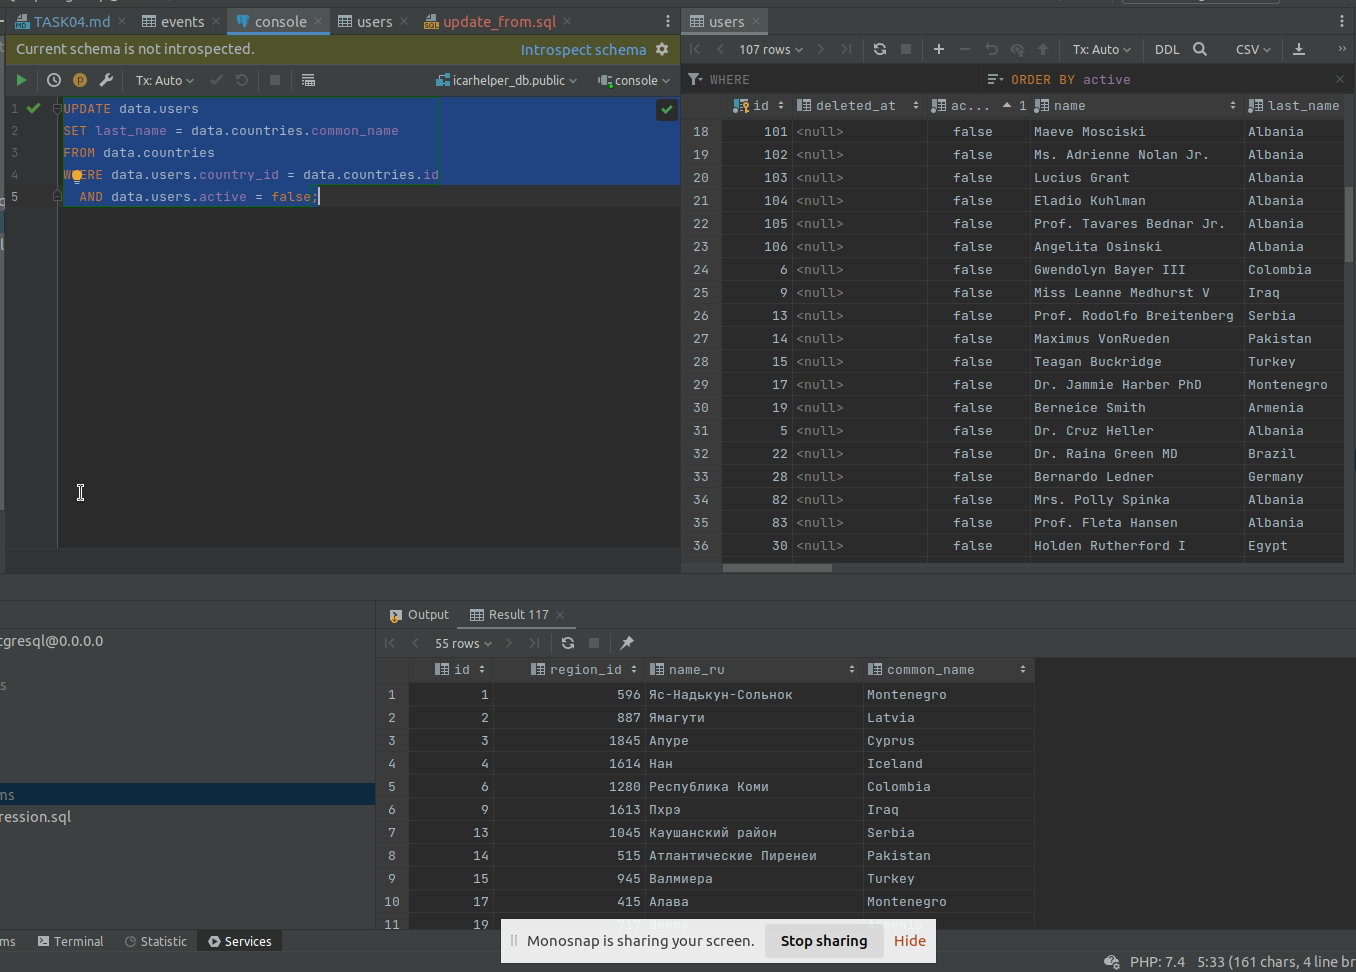 TASK04.md events console users update_from.sql users
Current schema is not introspected. Introspect schema
107 rows Tx: Auto DDL CSV
Tx: Auto icarhelper_db.public console
WHERE ORDER BY active
1 UPDATE data.users
2 SET last_name = data.countries.common_name
3 FROM data.countries
4 WHERE data.users.country_id = data.countries.id
5 AND data.users.active = false;
id deleted_at ac... 1 name last_name
18 101 <null> false Maeve Mosciski Albania
19 102 <null> false Ms. Adrienne Nolan Jr. Albania
20 103 <null> false Lucius Grant Albania
21 104 <null> false Eladio Kuhlman Albania
22 105 <null> false Prof. Tavares Bednar Jr. Albania
23 106 <null> false Angelita Osinski Albania
24 6 <null> false Gwendolyn Bayer III Colombia
25 9 <null> false Miss Leanne Medhurst V Iraq
26 13 <null> false Prof. Rodolfo Breitenberg Serbia
27 14 <null> false Maximus VonRueden Pakistan
28 15 <null> false Teagan Buckridge Turkey
29 17 <null> false Dr. Jammie Harber PhD Montenegro
30 19 <null> false Berneice Smith Armenia
31 5 <null> false Dr. Cruz Heller Albania
32 22 <null> false Dr. Raina Green MD Brazil
33 28 <null> false Bernardo Ledner Germany
34 82 <null> false Mrs. Polly Spinka Albania
35 83 <null> false Prof. Fleta Hansen Albania
36 30 <null> false Holden Rutherford I Egypt
Output Result 117
tgresql@0.0.0.0
55 rows
id region_id name_ru common_name
s
1 1 596 Яс-Надькун-Сольнок Montenegro
2 2 887 Ямагути Latvia
3 3 1845 Апуре Cyprus
4 4 1614 Нан Iceland
5 6 1280 Республика Коми Colombia
6 9 1613 Пхрэ Iraq
7 13 1045 Каушанский район Serbia
8 14 515 Атлантические Пиренеи Pakistan
9 15 945 Валмиера Turkey
10 17 415 Алава Montenegro
11 19
ms
ression.sql
ms Terminal Statistic Services
Monosnap is sharing your screen. Stop sharing Hide
PHP: 7.4 5:33 (161 chars, 4 line br